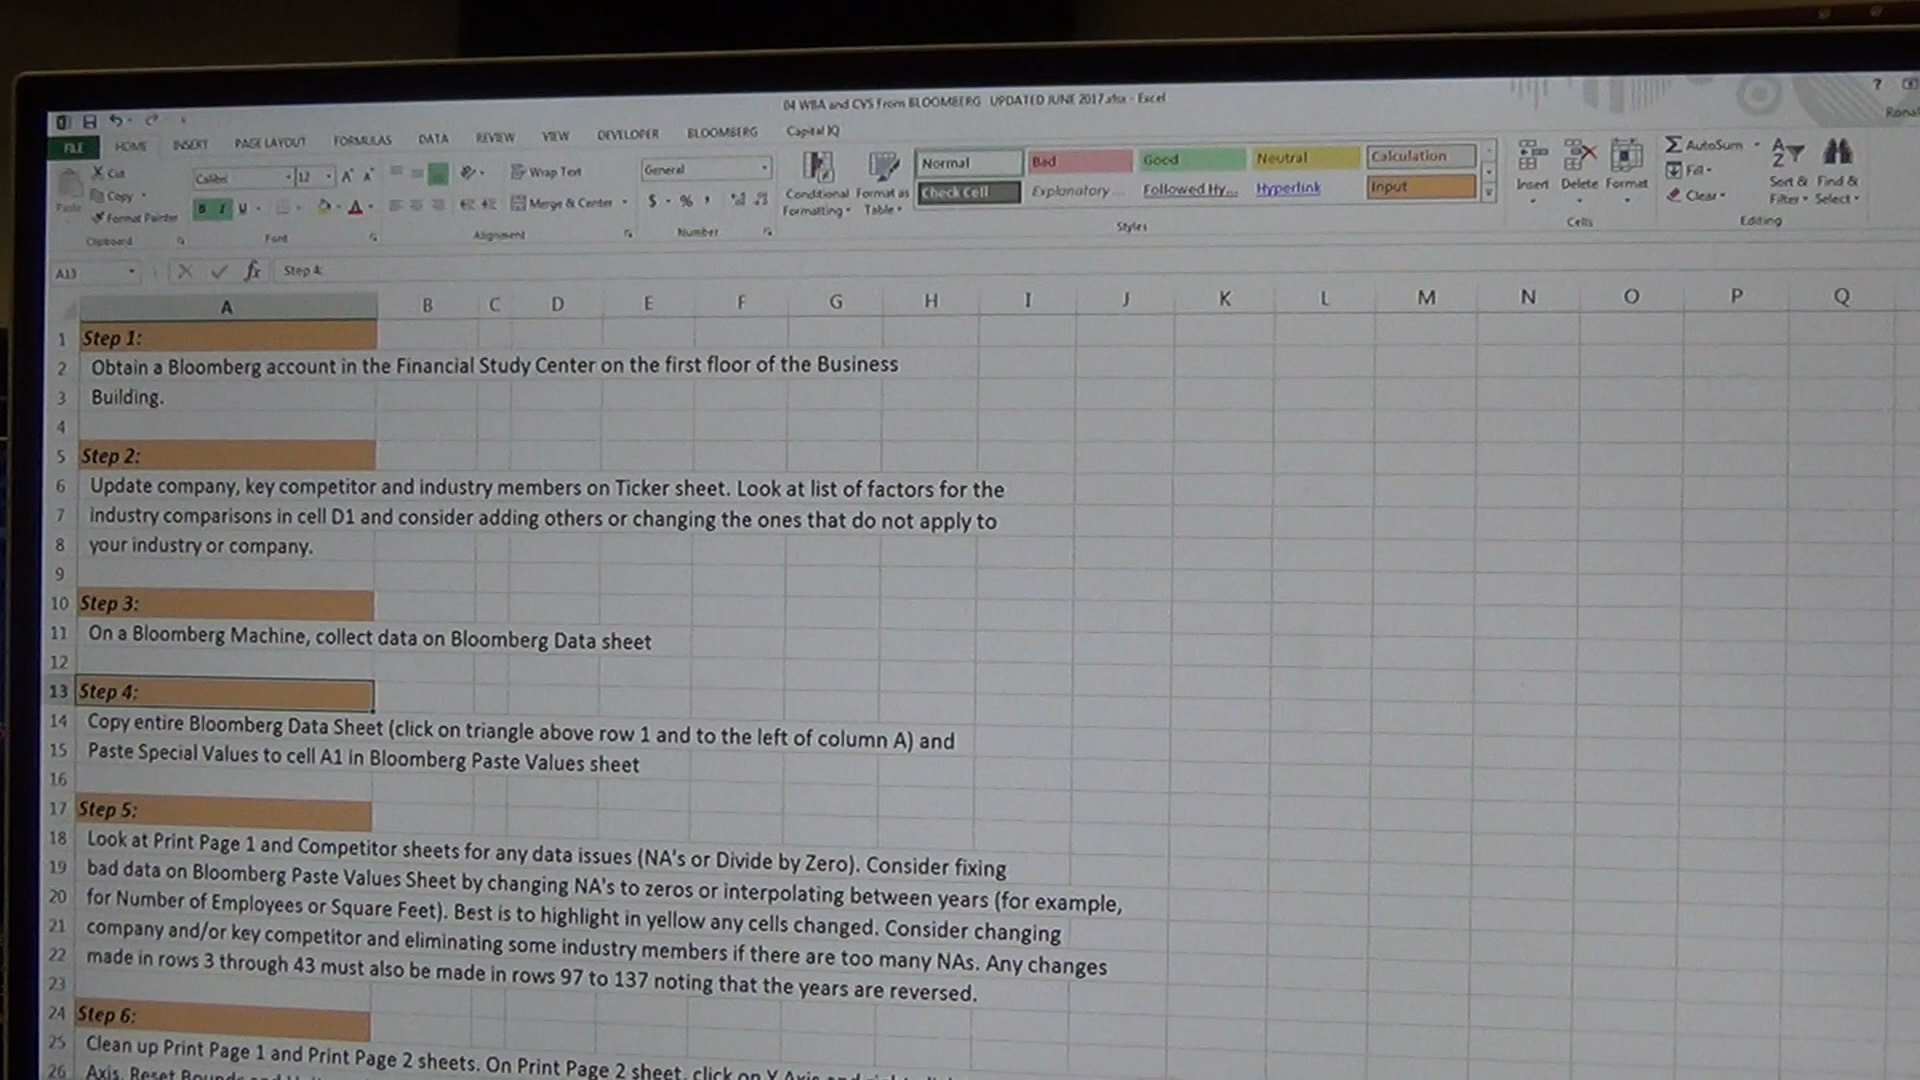 04 WBA and CVS From BLOOMBERG UPDATED JUNE 2017.xlsx - Excel
?
FILE HOME INSERT PAGE LAYOUT FORMULAS DATA REVIEW VIEW DEVELOPER BLOOMBERG Capital IQ
Cut
Copy
Paste
Format Painter
Clipboard
Calibri 12
B I U
Font
Wrap Text
Merge & Center
Alignment
General
$ % ,
Number
Conditional Formatting
Format as Table
Normal Bad Good Neutral Calculation
Check Cell Explanatory ... Followed Hy... Hyperlink Input
Styles
Insert Delete Format
Cells
AutoSum
Fill
Clear
Sort & Filter
Find & Select
Editing
A13 fx Step 4:
A B C D E F G H I J K L M N O P Q
1 Step 1:
2 Obtain a Bloomberg account in the Financial Study Center on the first floor of the Business
3 Building.
4
5 Step 2:
6 Update company, key competitor and industry members on Ticker sheet. Look at list of factors for the
7 industry comparisons in cell D1 and consider adding others or changing the ones that do not apply to
8 your industry or company.
9
10 Step 3:
11 On a Bloomberg Machine, collect data on Bloomberg Data sheet
12
13 Step 4:
14 Copy entire Bloomberg Data Sheet (click on triangle above row 1 and to the left of column A) and
15 Paste Special Values to cell A1 in Bloomberg Paste Values sheet
16
17 Step 5:
18 Look at Print Page 1 and Competitor sheets for any data issues (NA's or Divide by Zero). Consider fixing
19 bad data on Bloomberg Paste Values Sheet by changing NA's to zeros or interpolating between years (for example,
20 for Number of Employees or Square Feet). Best is to highlight in yellow any cells changed. Consider changing
21 company and/or key competitor and eliminating some industry members if there are too many NAs. Any changes
22 made in rows 3 through 43 must also be made in rows 97 to 137 noting that the years are reversed.
23
24 Step 6:
25 Clean up Print Page 1 and Print Page 2 sheets. On Print Page 2 sheet, click on Y Axis and
26 Axis, Reset